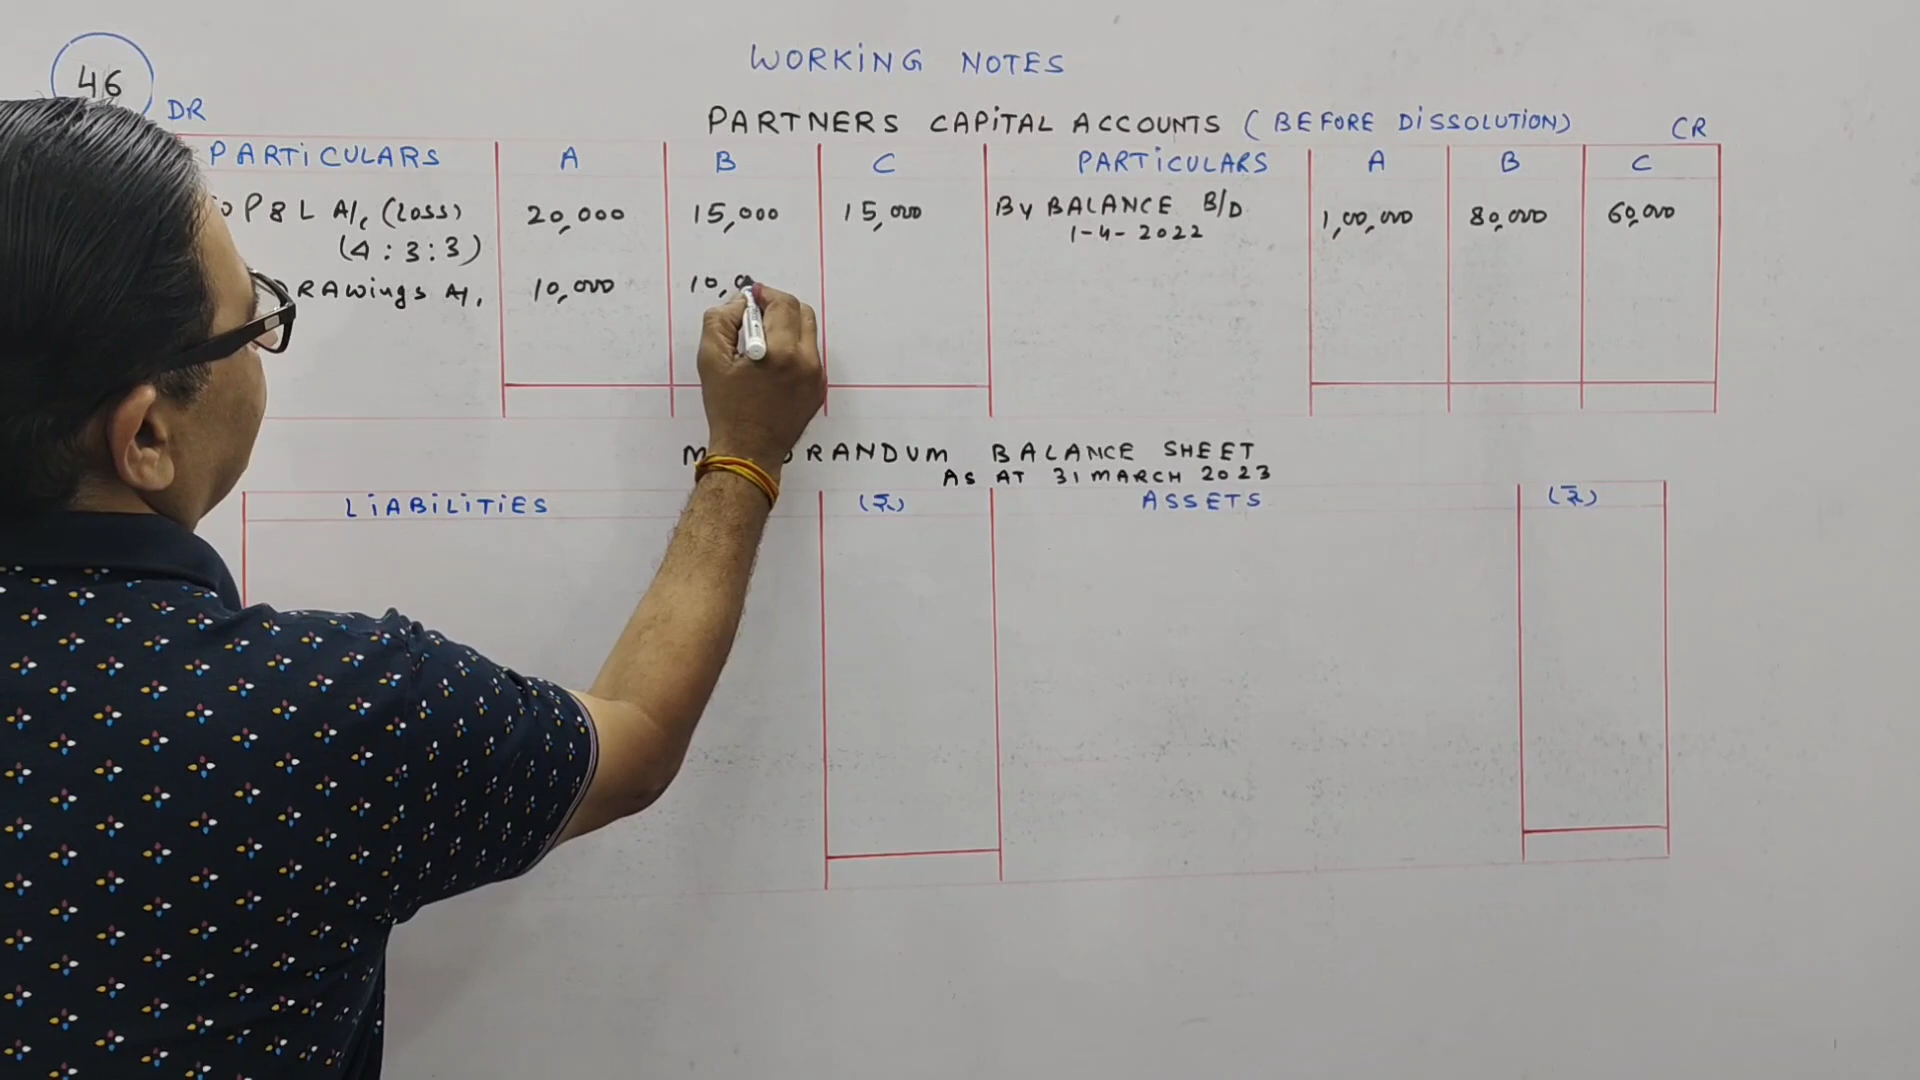 46
WORKING NOTES
DR
PARTNERS CAPITAL ACCOUNTS (BEFORE DISSOLUTION)
CR
PARTICULARS A B C PARTICULARS A B C
P & L A/c (LOSS) 20,000 15,000 15,000 By BALANCE B/D 1,00,000 80,000 60,000
(4:3:3) 1-4-2022
RAWINGS A/c 10,000 10,0
BALANCE SHEET
AS AT 31 MARCH 2023
LIABILITIES (₹) ASSETS (₹)